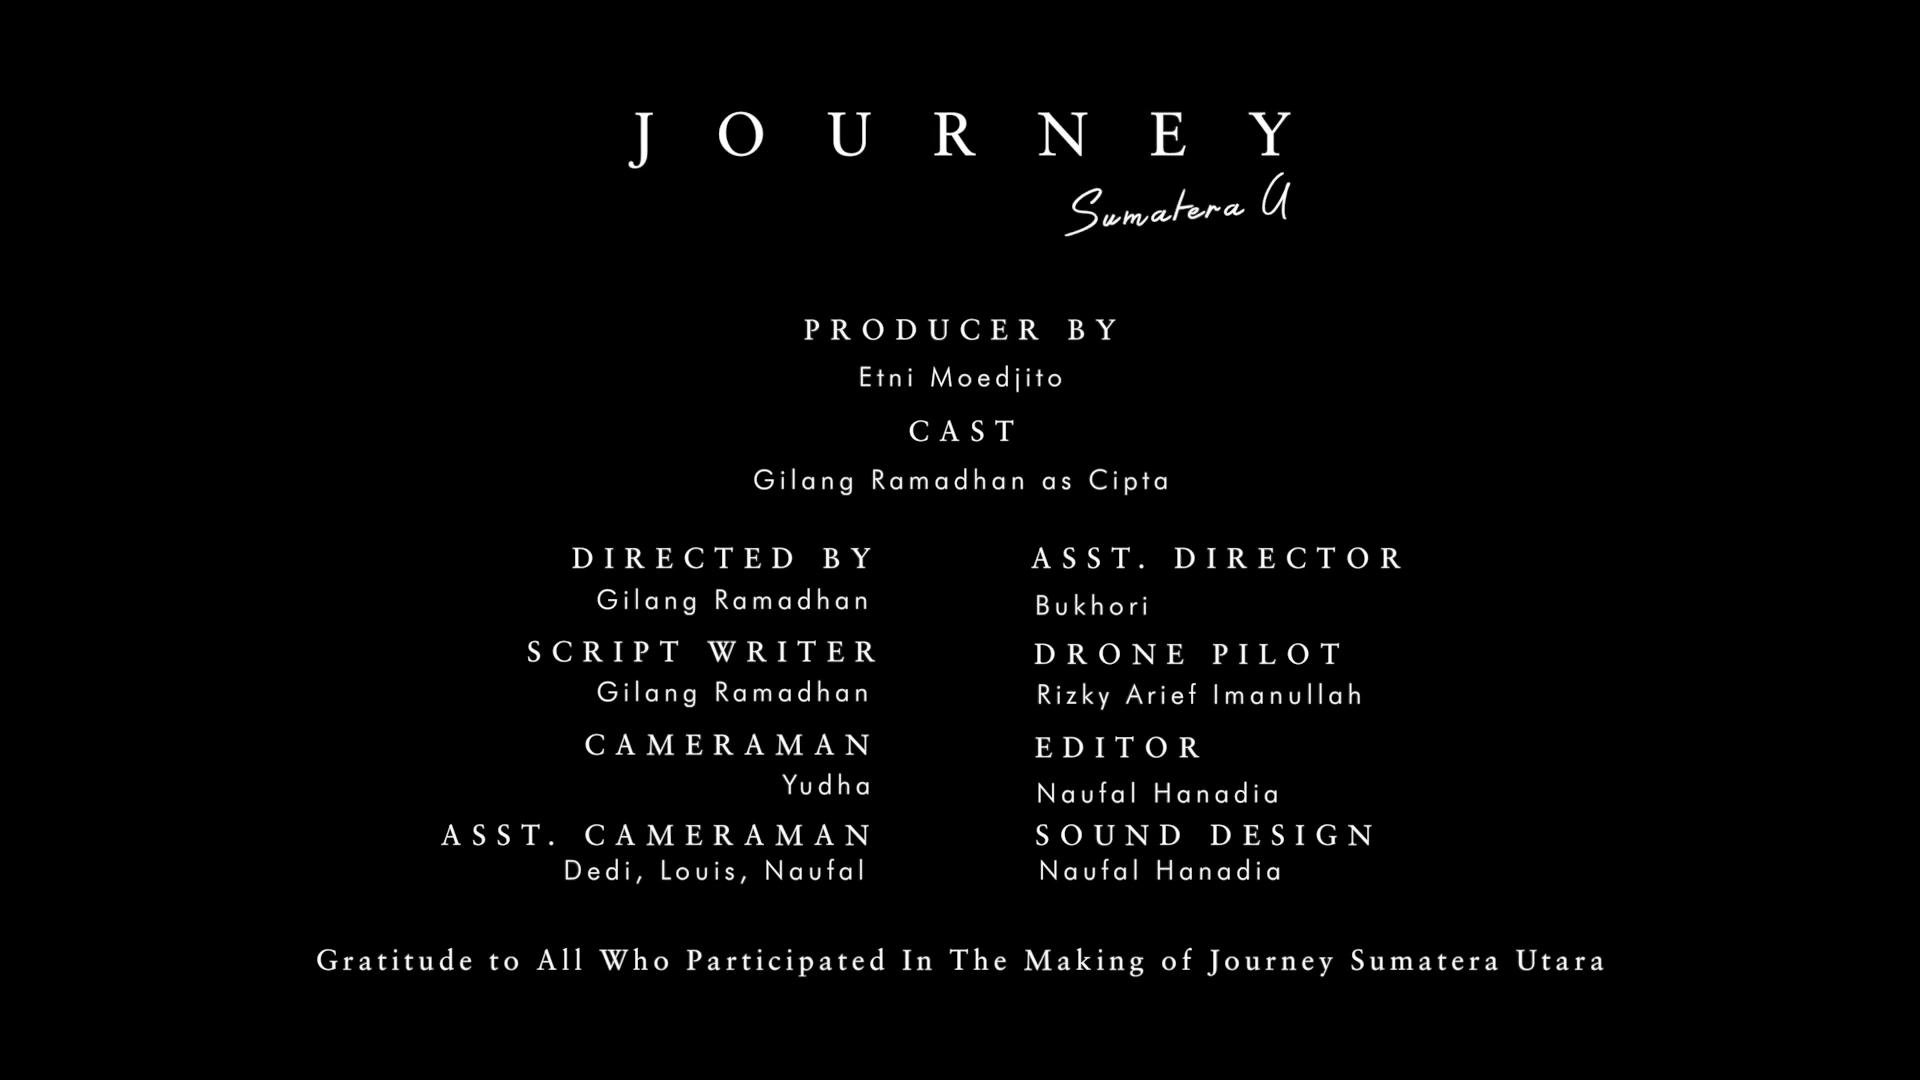 JOURNEY
Sumatera U
PRODUCER BY
Etni Moedjito
CAST
Gilang Ramadhan as Cipta
DIRECTED BY
Gilang Ramadhan
SCRIPT WRITER
Gilang Ramadhan
CAMERAMAN
Yudha
ASST. CAMERAMAN
Dedi, Louis, Naufal
ASST. DIRECTOR
Bukhori
DRONE PILOT
Rizky Arief Imanullah
EDITOR
Naufal Hanadia
SOUND DESIGN
Naufal Hanadia
Gratitude to All Who Participated In The Making of Journey Sumatera Utara